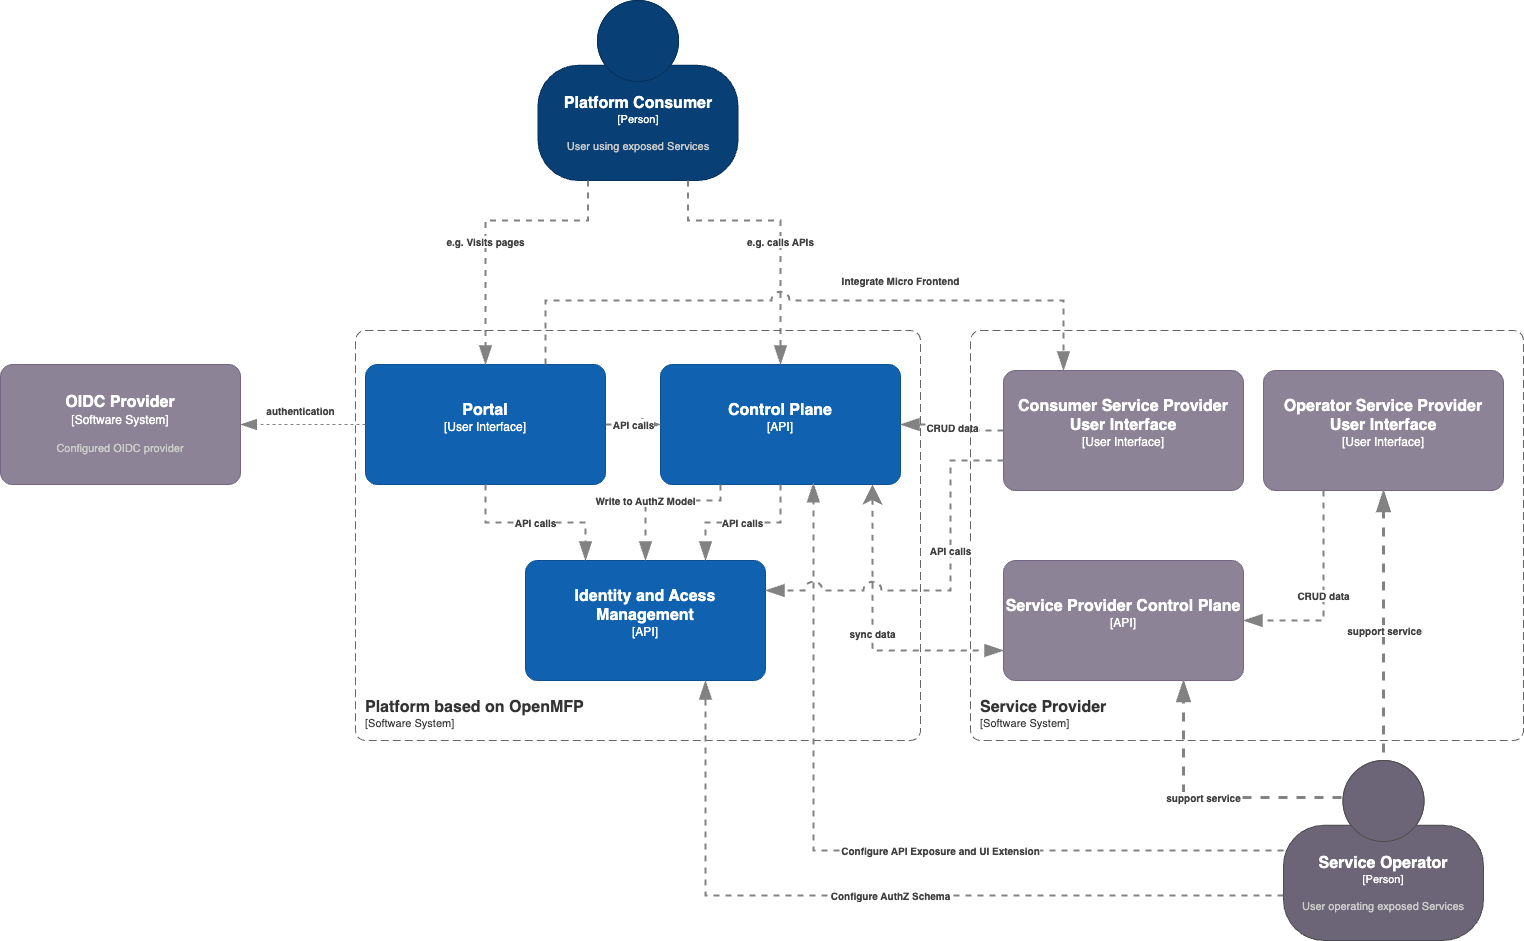 Platform Consumer
[Person]
User using exposed Services
e.g. Visits pages
e.g. calls APIs
Integrate Micro Frontend
OIDC Provider
[Software System]
Configured OIDC provider
authentication
Portal
[User Interface]
API calls
Control Plane
[API]
CRUD data
Consumer Service Provider
User Interface
[User Interface]
Operator Service Provider
User Interface
[User Interface]
Write to AuthZ Model
API calls
API calls
API calls
Identity and Acess
Management
[API]
sync data
Service Provider Control Plane
[API]
CRUD data
support service
Platform based on OpenMFP
[Software System]
Service Provider
[Software System]
support service
Configure API Exposure and UI Extension
Configure AuthZ Schema
Service Operator
[Person]
User operating exposed Services